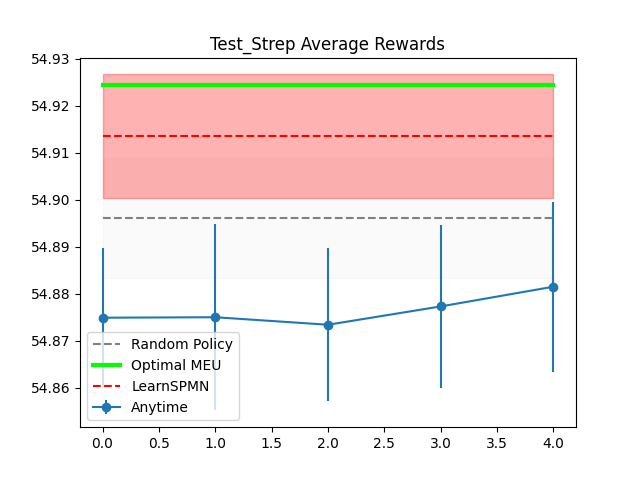 Test_Strep Average Rewards
54.93
54.92
54.91
54.90
54.89
54.88
54.87
54.86
Random Policy
Optimal MEU
LearnSPMN
Anytime
0.0 0.5 1.0 1.5 2.0 2.5 3.0 3.5 4.0